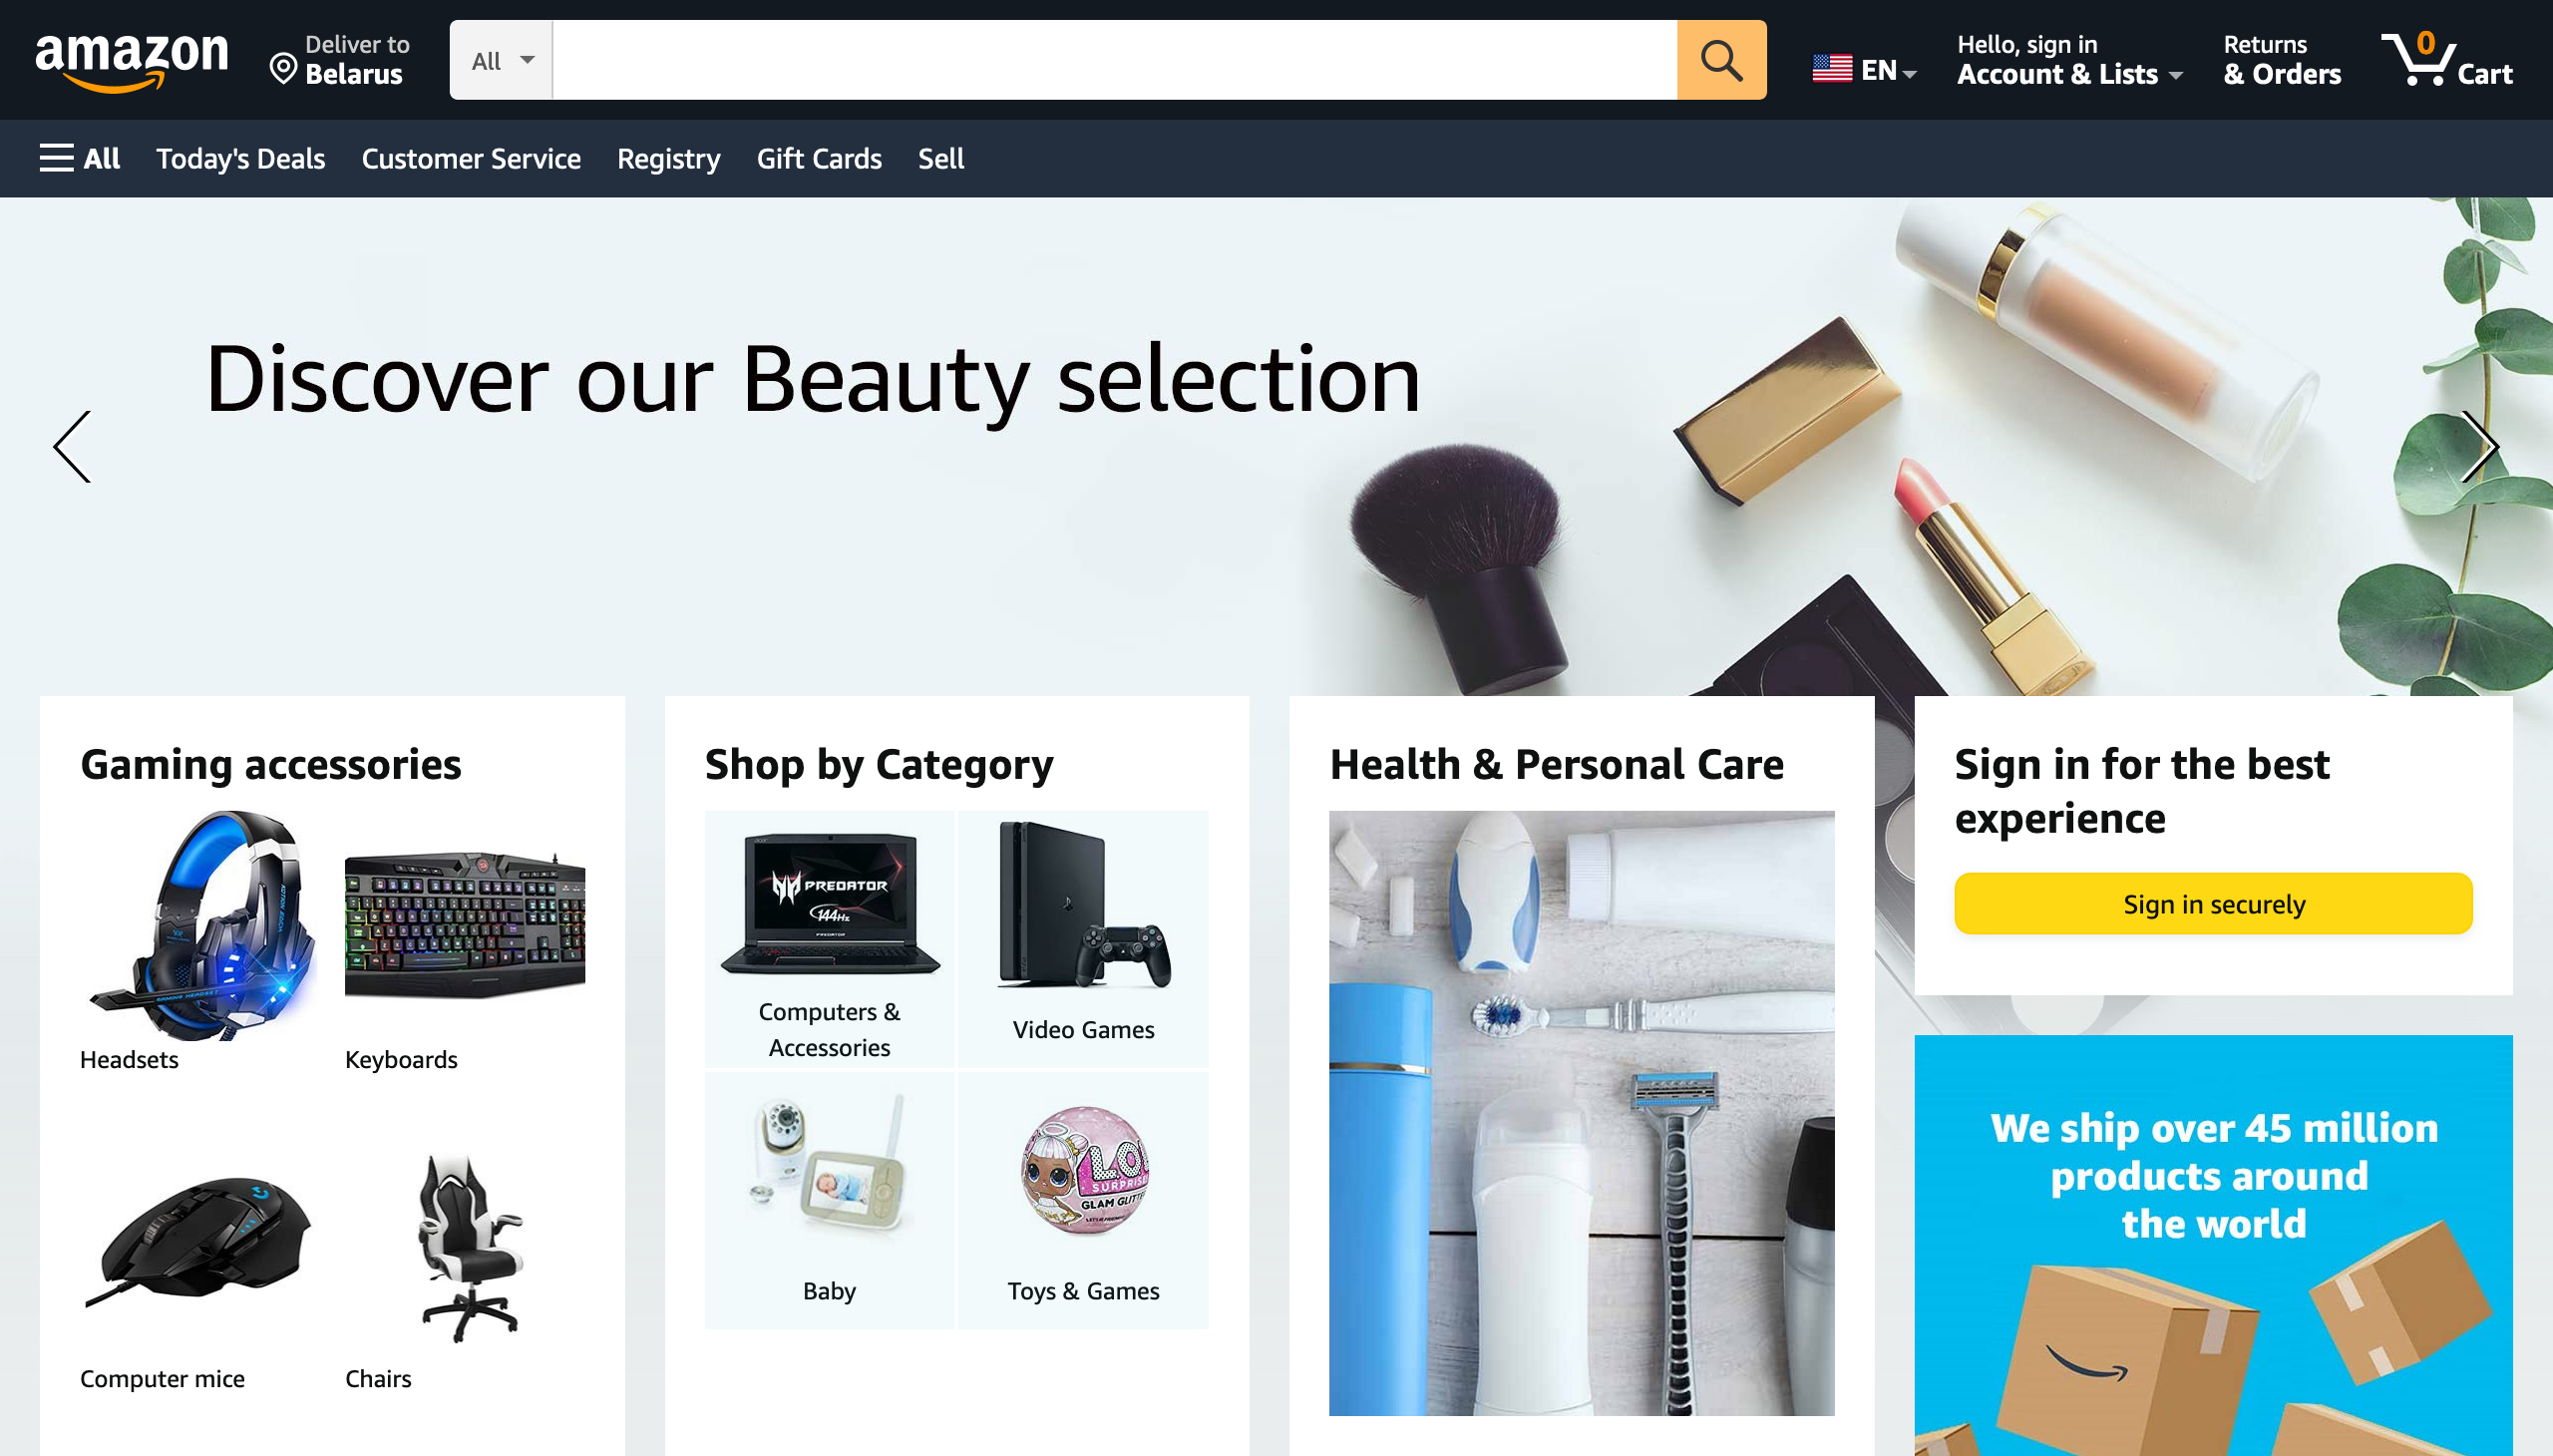 amazon
Deliver to
Belarus
All
EN
Hello, sign in
Account & Lists
Returns
& Orders
0
Cart
All
Today's Deals
Customer Service
Registry
Gift Cards
Sell
Discover our Beauty selection
Gaming accessories
Headsets
Keyboards
Computer mice
Chairs
Shop by Category
PREDATOR
144Hz
PREDATOR
Computers &
Accessories
Video Games
Baby
SURPRISE
GLAM GLITTER
Toys & Games
Health & Personal Care
Sign in for the best
experience
Sign in securely
We ship over 45 million
products around
the world